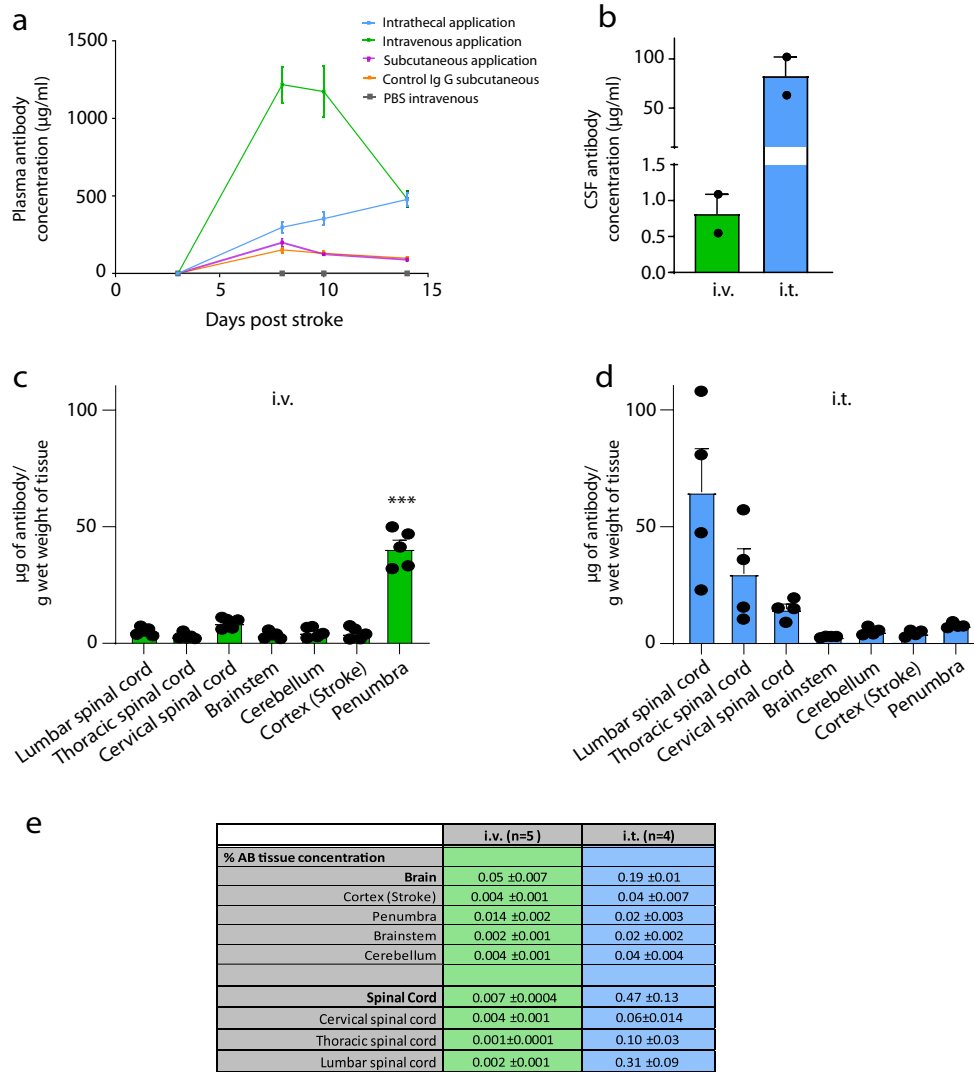 a
1500
1000
500
0
0
5
10
15
Plasma antibody
concentration (µg/ml)
Days post stroke
Intrathecal application
Intravenous application
Subcutaneous application
Control Ig G subcutaneous
PBS intravenous
b
100
50
1.5
1.0
0.5
0.0
CSF antibody
concentration (µg/ml)
i.v.
i.t.
c
i.v.
100
50
0
µg of antibody/
g wet weight of tissue
***
Lumbar spinal cord
Thoracic spinal cord
Cervical spinal cord
Brainstem
Cerebellum
Cortex (Stroke)
Penumbra
d
i.t.
100
50
0
µg of antibody/
g wet weight of tissue
Lumbar spinal cord
Thoracic spinal cord
Cervical spinal cord
Brainstem
Cerebellum
Cortex (Stroke)
Penumbra
e
i.v. (n=5 ) i.t. (n=4)
% AB tissue concentration
Brain 0.05 ±0.007 0.19 ±0.01
Cortex (Stroke) 0.004 ±0.001 0.04 ±0.007
Penumbra 0.014 ±0.002 0.02 ±0.003
Brainstem 0.002 ±0.001 0.02 ±0.002
Cerebellum 0.004 ±0.001 0.04 ±0.004
Spinal Cord 0.007 ±0.0004 0.47 ±0.13
Cervical spinal cord 0.004 ±0.001 0.06±0.014
Thoracic spinal cord 0.001±0.0001 0.10 ±0.03
Lumbar spinal cord 0.002 ±0.001 0.31 ±0.09